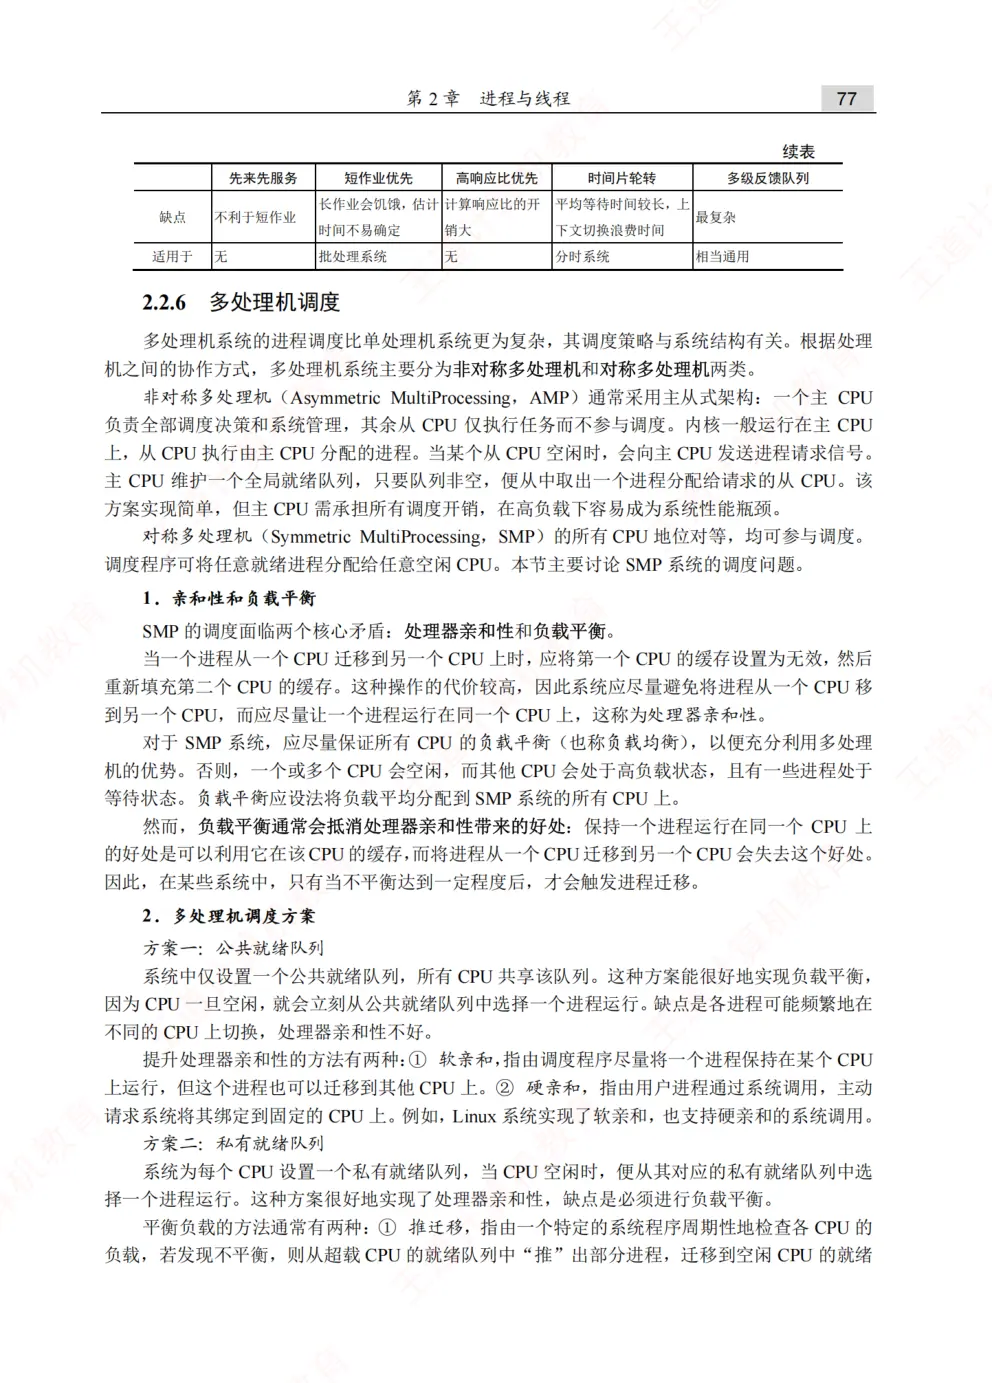 第 2 章 进程与线程 77
续表
先来先服务 短作业优先 高响应比优先 时间片轮转 多级反馈队列
缺点 不利于短作业 长作业会饥饿，估计时间不易确定 计算响应比的开销大 平均等待时间较长，上下文切换浪费时间 最复杂
适用于 无 批处理系统 无 分时系统 相当通用
2.2.6 多处理机调度
多处理机系统的进程调度比单处理机系统更为复杂，其调度策略与系统结构有关。根据处理
机之间的协作方式，多处理机系统主要分为非对称多处理机和对称多处理机两类。
非对称多处理机（Asymmetric MultiProcessing，AMP）通常采用主从式架构：一个主 CPU
负责全部调度决策和系统管理，其余从 CPU 仅执行任务而不参与调度。内核一般运行在主 CPU
上，从 CPU 执行由主 CPU 分配的进程。当某个从 CPU 空闲时，会向主 CPU 发送进程请求信号。
主 CPU 维护一个全局就绪队列，只要队列非空，便从中取出一个进程分配给请求的从 CPU。该
方案实现简单，但主 CPU 需承担所有调度开销，在高负载下容易成为系统性能瓶颈。
对称多处理机（Symmetric MultiProcessing，SMP）的所有 CPU 地位对等，均可参与调度。
调度程序可将任意就绪进程分配给任意空闲 CPU。本节主要讨论 SMP 系统的调度问题。
1．亲和性和负载平衡
SMP 的调度面临两个核心矛盾：处理器亲和性和负载平衡。
当一个进程从一个 CPU 迁移到另一个 CPU 上时，应将第一个 CPU 的缓存设置为无效，然后
重新填充第二个 CPU 的缓存。这种操作的代价较高，因此系统应尽量避免将进程从一个 CPU 移
到另一个 CPU，而应尽量让一个进程运行在同一个 CPU 上，这称为处理器亲和性。
对于 SMP 系统，应尽量保证所有 CPU 的负载平衡（也称负载均衡），以便充分利用多处理
机的优势。否则，一个或多个 CPU 会空闲，而其他 CPU 会处于高负载状态，且有一些进程处于
等待状态。负载平衡应设法将负载平均分配到 SMP 系统的所有 CPU 上。
然而，负载平衡通常会抵消处理器亲和性带来的好处：保持一个进程运行在同一个 CPU 上
的好处是可以利用它在该 CPU 的缓存，而将进程从一个 CPU 迁移到另一个 CPU 会失去这个好处。
因此，在某些系统中，只有当不平衡达到一定程度后，才会触发进程迁移。
2．多处理机调度方案
方案一：公共就绪队列
系统中仅设置一个公共就绪队列，所有 CPU 共享该队列。这种方案能很好地实现负载平衡，
因为 CPU 一旦空闲，就会立刻从公共就绪队列中选择一个进程运行。缺点是各进程可能频繁地在
不同的 CPU 上切换，处理器亲和性不好。
提升处理器亲和性的方法有两种：① 软亲和，指由调度程序尽量将一个进程保持在某个 CPU
上运行，但这个进程也可以迁移到其他 CPU 上。② 硬亲和，指由用户进程通过系统调用，主动
请求系统将其绑定到固定的 CPU 上。例如，Linux 系统实现了软亲和，也支持硬亲和的系统调用。
方案二：私有就绪队列
系统为每个 CPU 设置一个私有就绪队列，当 CPU 空闲时，便从其对应的私有就绪队列中选
择一个进程运行。这种方案很好地实现了处理器亲和性，缺点是必须进行负载平衡。
平衡负载的方法通常有两种：① 推迁移，指由一个特定的系统程序周期性地检查各 CPU 的
负载，若发现不平衡，则从超载 CPU 的就绪队列中“推”出部分进程，迁移到空闲 CPU 的就绪